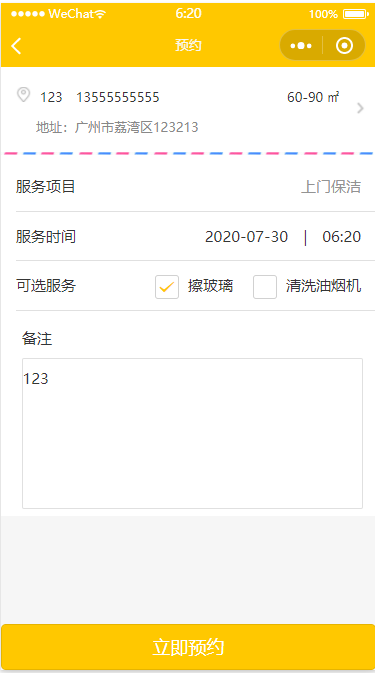 WeChat 6:20 100%
预约
123 13555555555 60-90 ㎡
地址：广州市荔湾区123213
服务项目 上门保洁
服务时间 2020-07-30 | 06:20
可选服务 擦玻璃 清洗油烟机
备注
123
立即预约